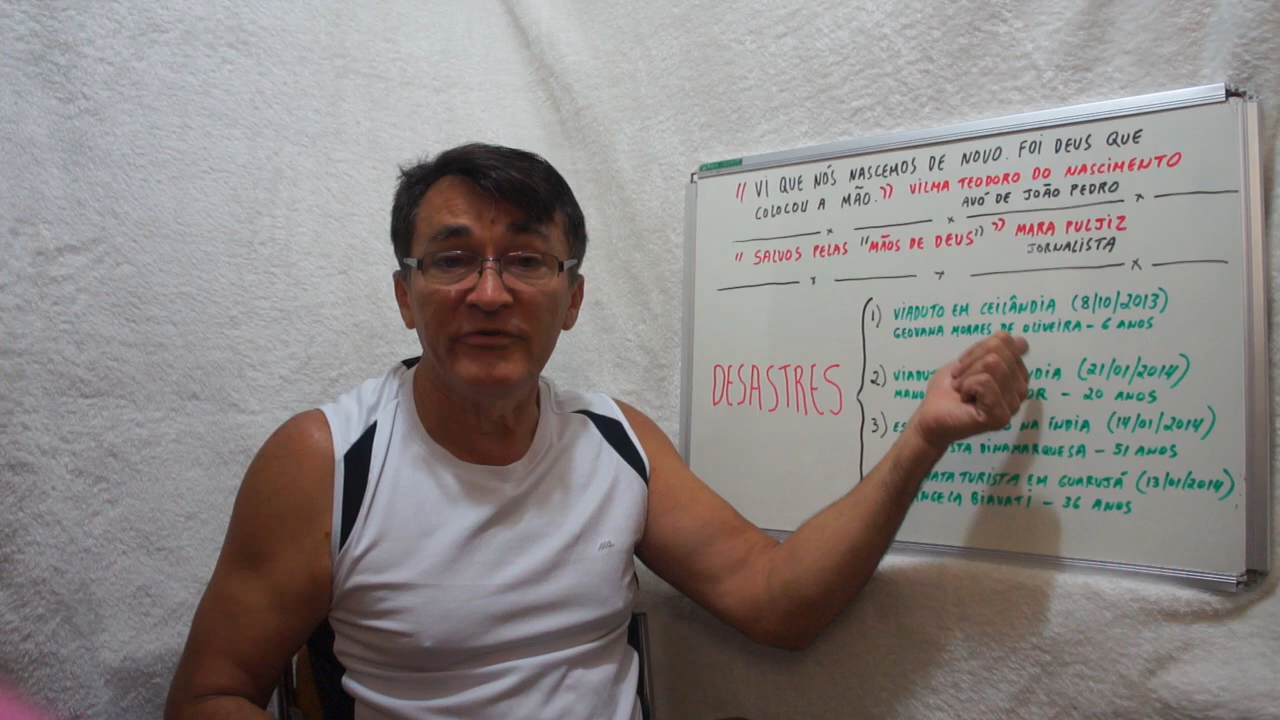 " VI QUE NÓS NASCEMOS DE NOVO. FOI DEUS QUE
COLOCOU A MÃO." VILMA TEODORO DO NASCIMENTO
AVÓ DE JOÃO PEDRO
" SALVOS PELAS "MÃOS DE DEUS" " MARA PULJIZ
JORNALISTA
DESASTRES
1) VIADUTO EM CEILÂNDIA (8/10/2013)
GEOVANA MORAES DE OLIVEIRA - 6 ANOS
2) (21/01/2014)
- 20 ANOS
3) NA ÍNDIA (14/01/2014)
DINAMARQUESA - 51 ANOS
TURISTA EM GUARUJÁ (13/01/2014)
BIAVATI - 36 ANOS